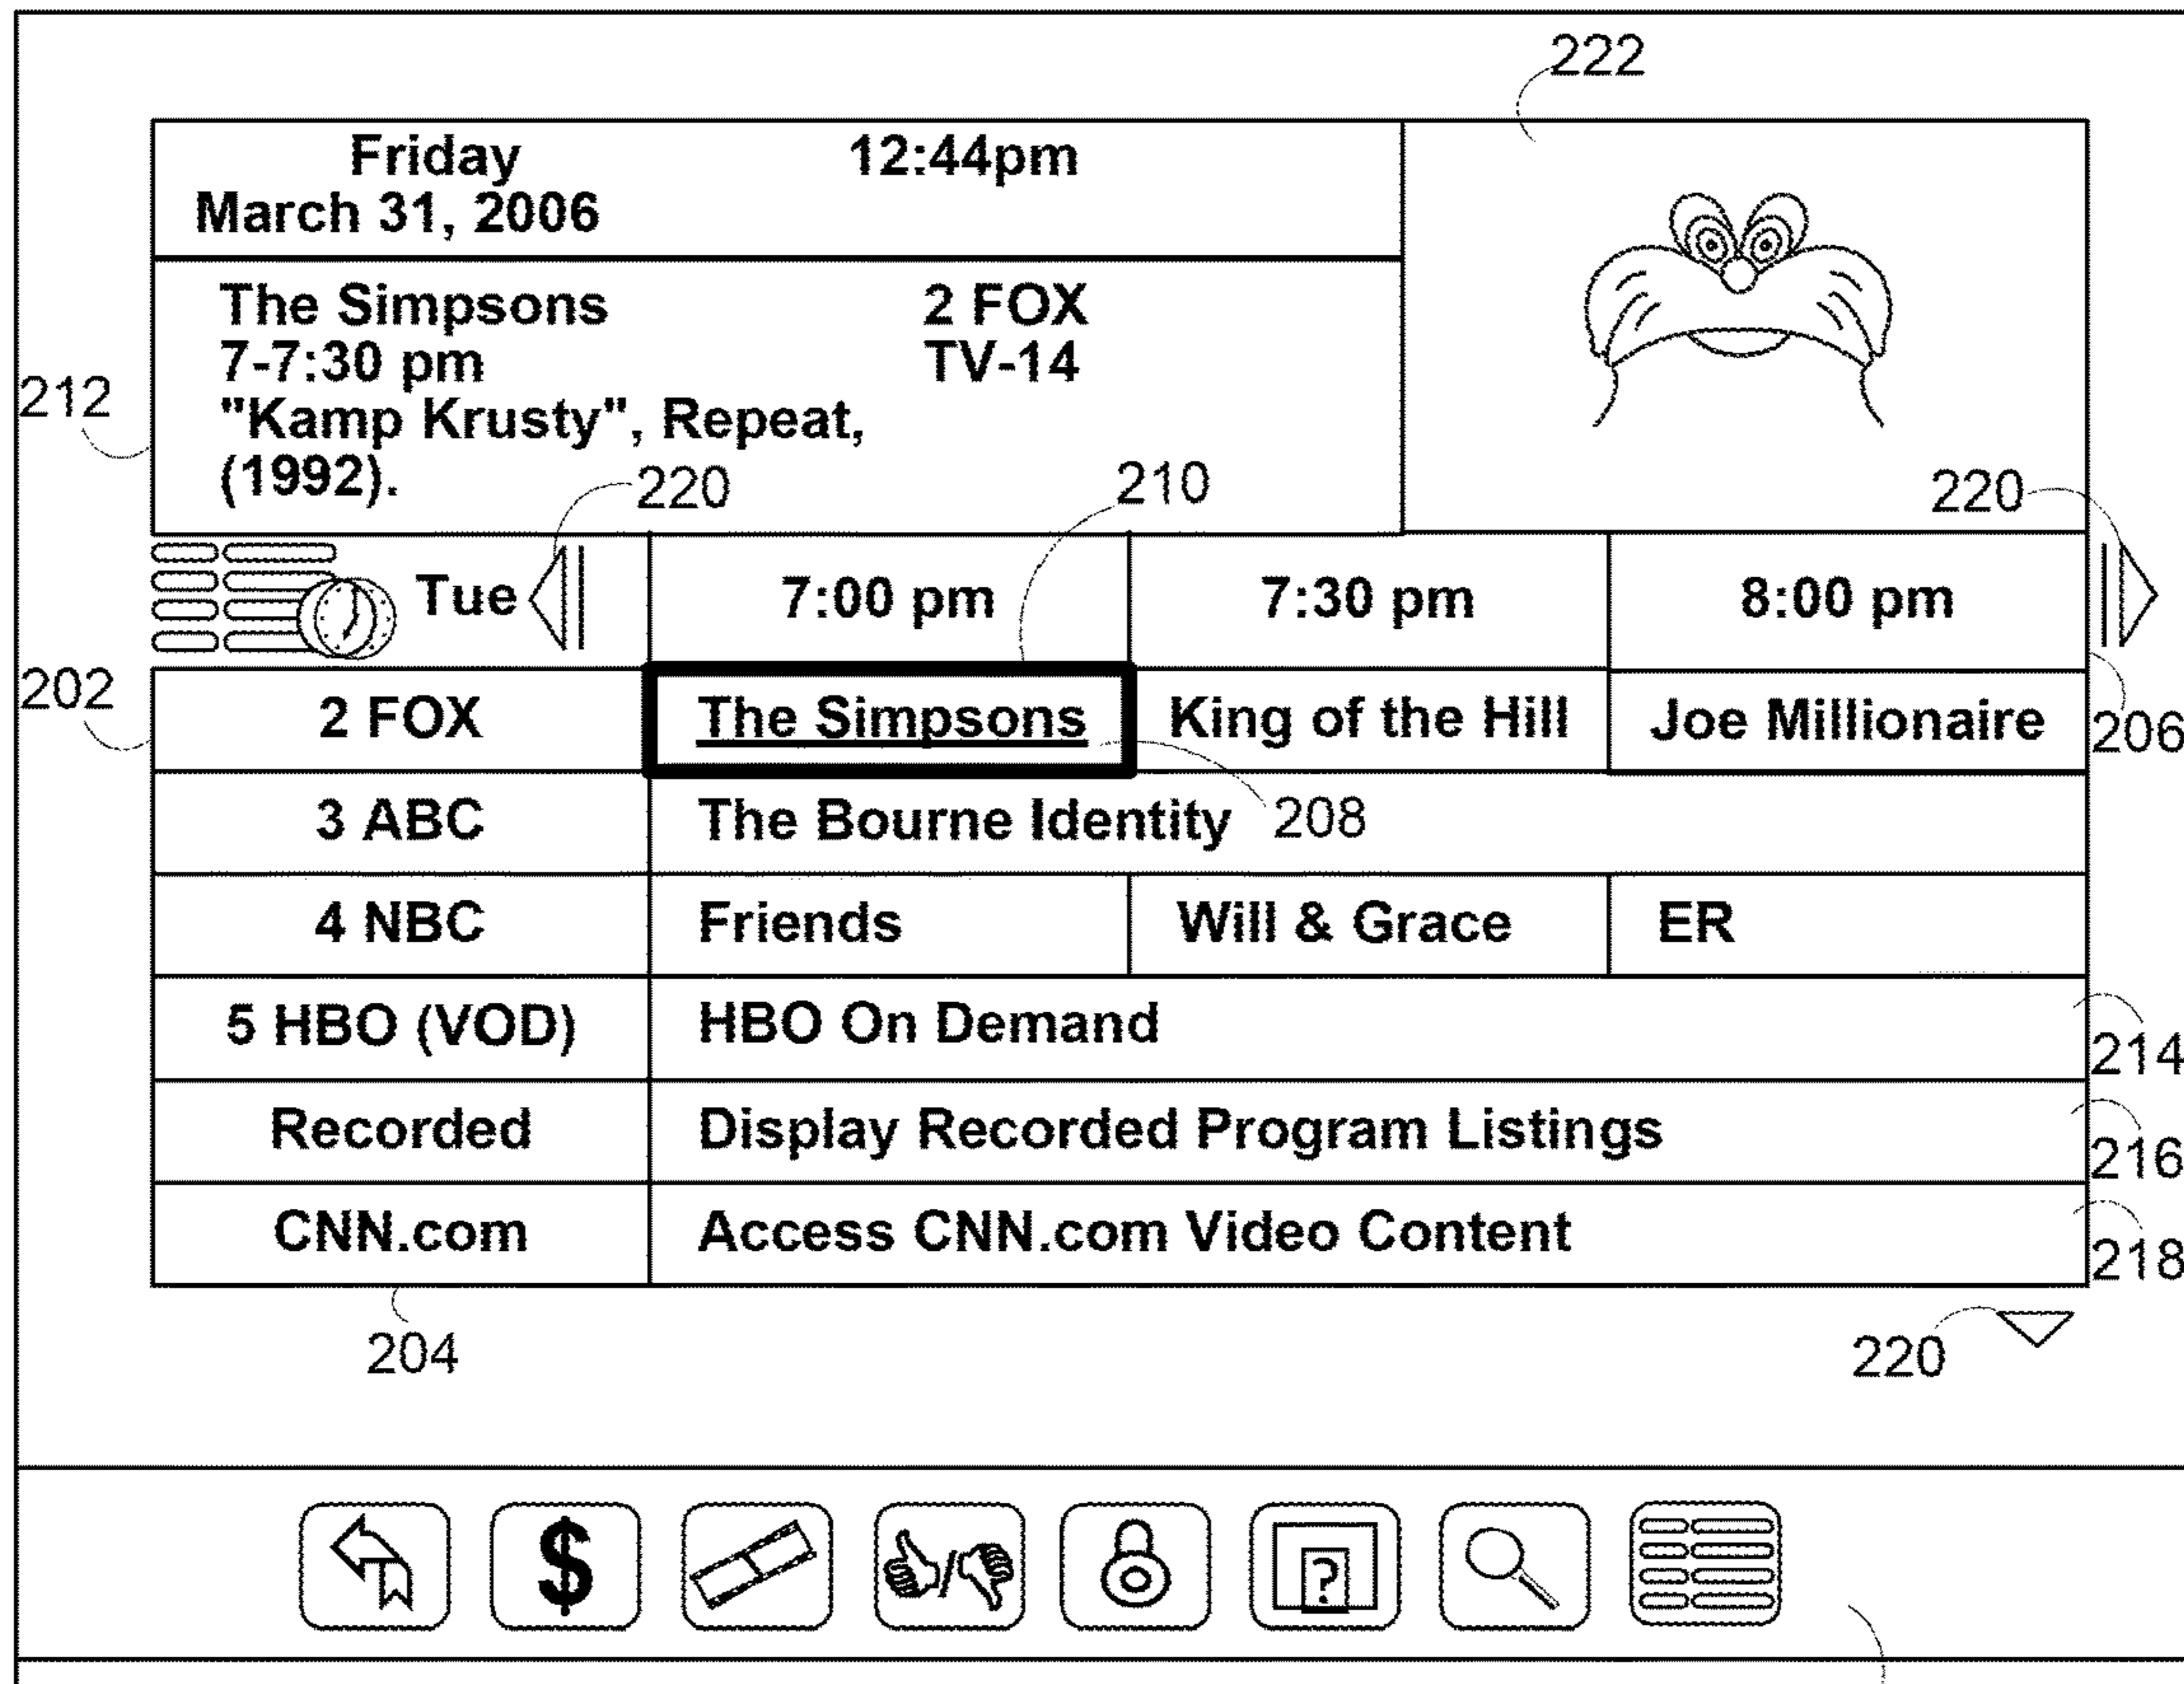 222
Friday 12:44pm
March 31, 2006
The Simpsons 2 FOX
7-7:30 pm TV-14
212
"Kamp Krusty", Repeat,
(1992).
220 210 220
Tue 7:00 pm 7:30 pm 8:00 pm
202
2 FOX The Simpsons King of the Hill Joe Millionaire
206
3 ABC The Bourne Identity 208
4 NBC Friends Will & Grace ER
5 HBO (VOD) HBO On Demand
214
Recorded Display Recorded Program Listings
216
CNN.com Access CNN.com Video Content
218
204 220
$ / ?